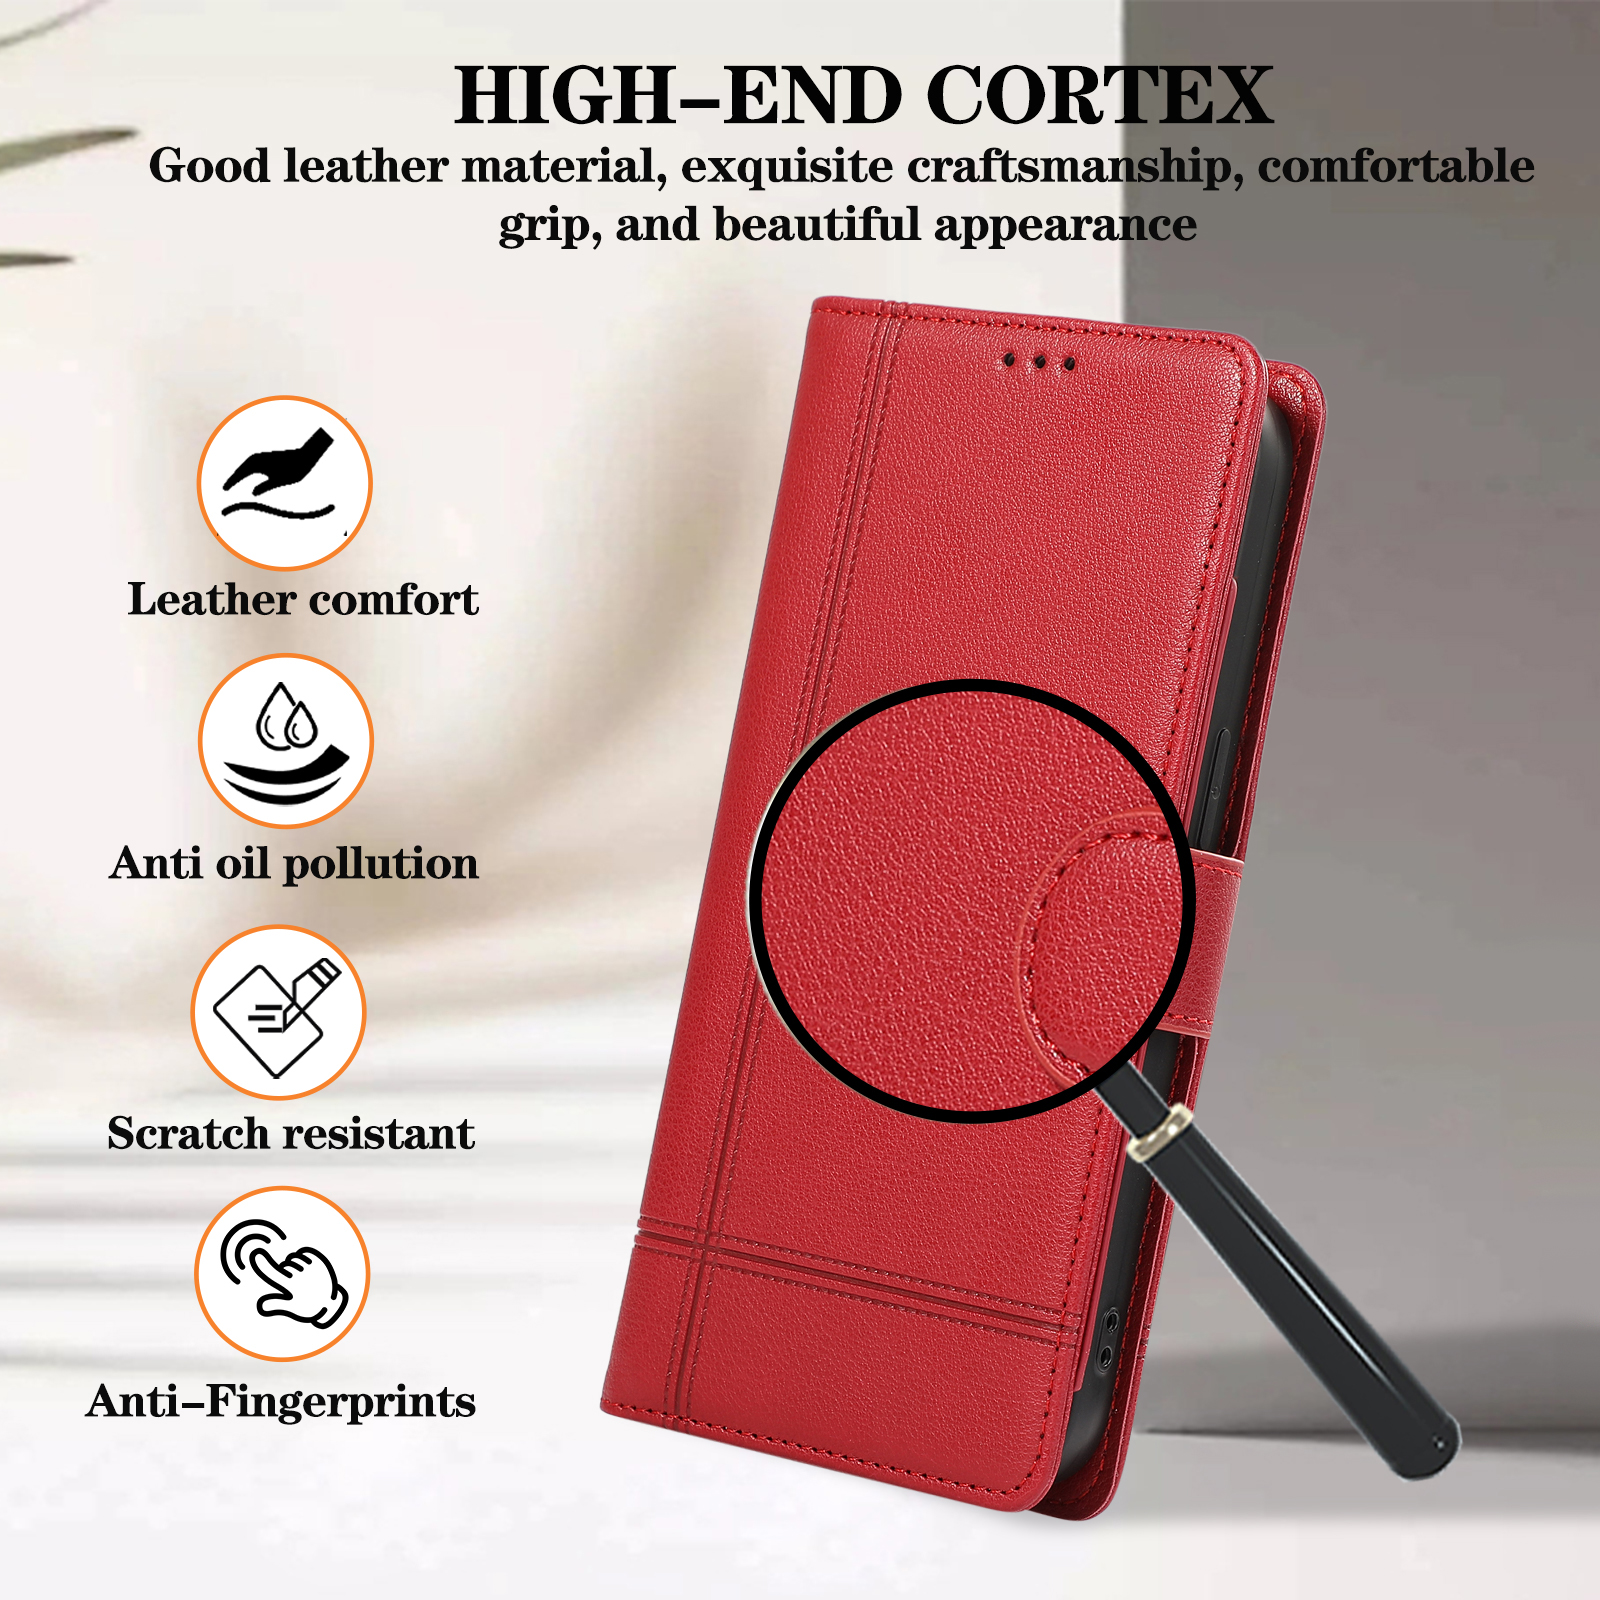 HIGH-END CORTEX
Good leather material, exquisite craftsmanship, comfortable
grip, and beautiful appearance
Leather comfort
Anti oil pollution
Scratch resistant
Anti-Fingerprints